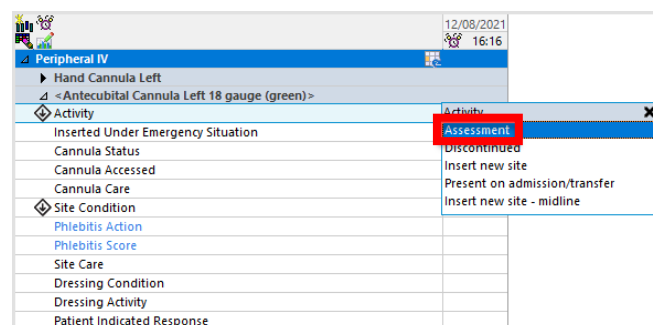 12/08/2021
16:16
Peripheral IV
Hand Cannula Left
<Antecubital Cannula Left 18 gauge (green)>
Activity
Activity
Assessment
Inserted Under Emergency Situation
Discontinued
Cannula Status
Insert new site
Cannula Accessed
Present on admission/transfer
Cannula Care
Insert new site - midline
Site Condition
Phlebitis Action
Phlebitis Score
Site Care
Dressing Condition
Dressing Activity
Patient Indicated Response